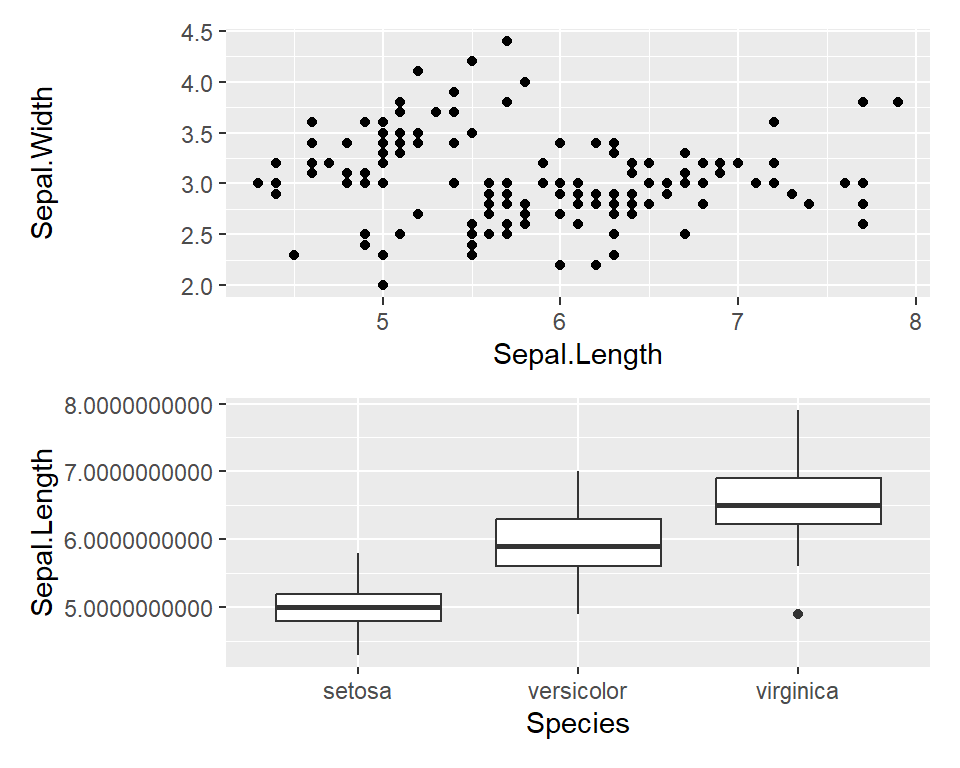 Sepal.Width
4.5
4.0
3.5
3.0
2.5
2.0
5 6 7 8
Sepal.Length
Sepal.Length
8.0000000000
7.0000000000
6.0000000000
5.0000000000
setosa versicolor virginica
Species